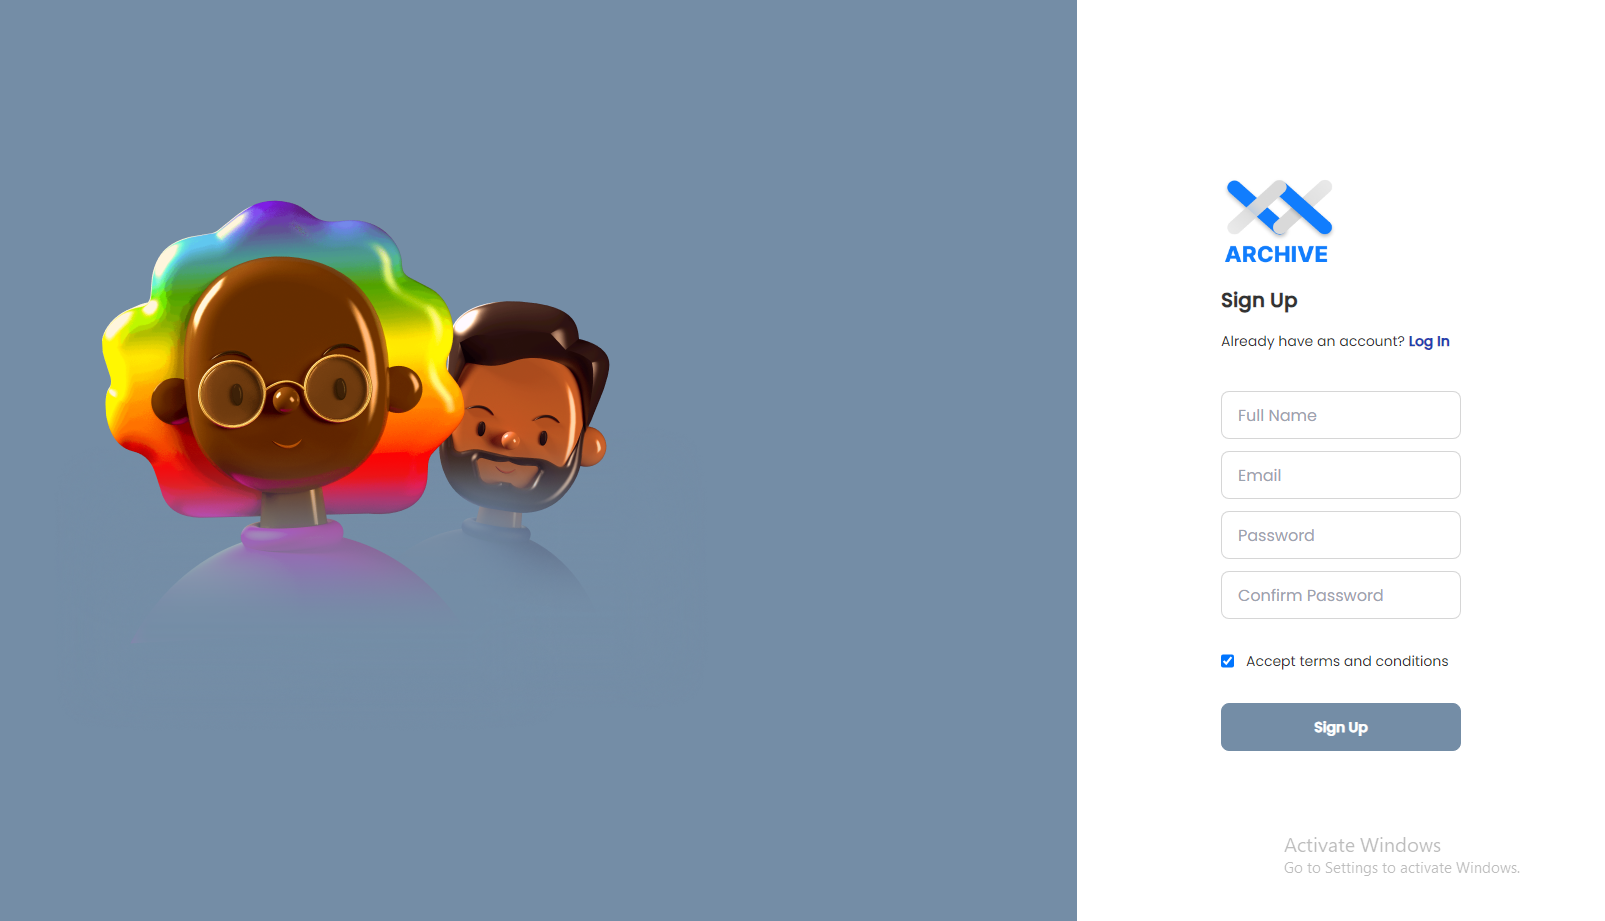 ARCHIVE
Sign Up
Already have an account? Log In
Full Name
Email
Password
Confirm Password
Accept terms and conditions
Sign Up
Activate Windows
Go to Settings to activate Windows.